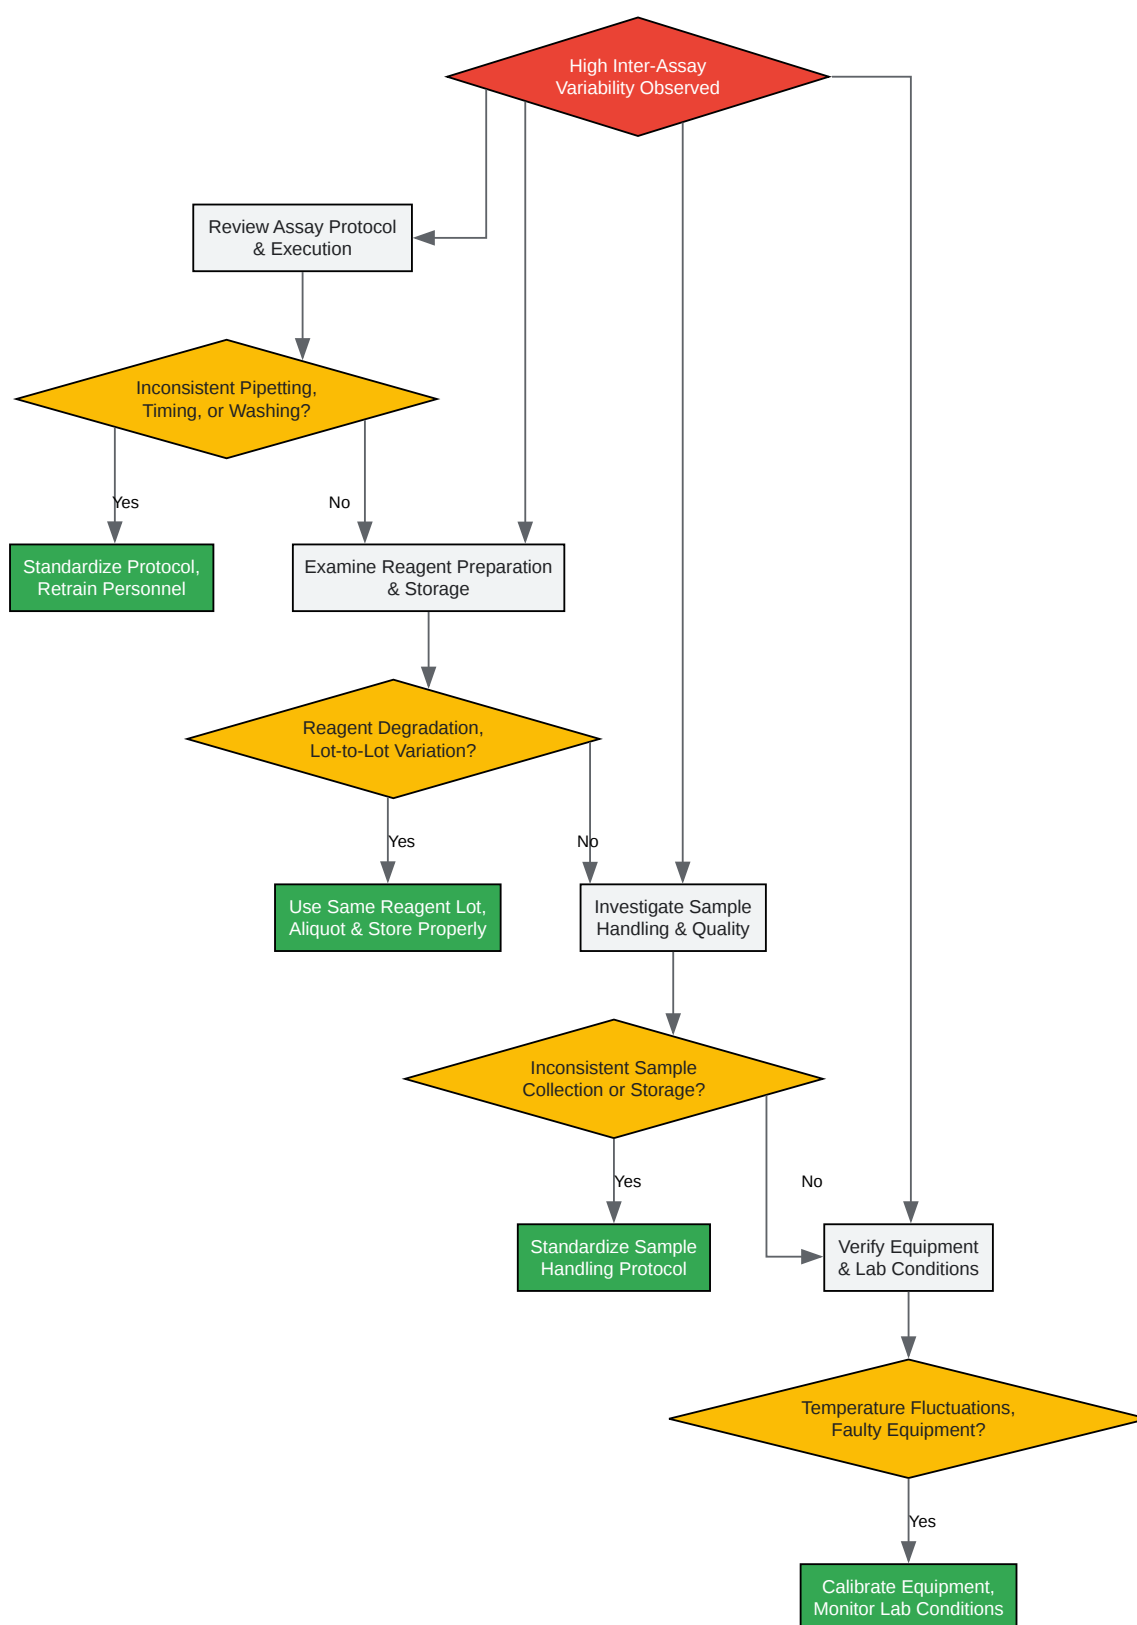 High Inter-Assay
Variability Observed
Review Assay Protocol
& Execution
Inconsistent Pipetting,
Timing, or Washing?
Yes
No
Standardize Protocol,
Retrain Personnel
Examine Reagent Preparation
& Storage
Reagent Degradation,
Lot-to-Lot Variation?
Yes
No
Use Same Reagent Lot,
Aliquot & Store Properly
Investigate Sample
Handling & Quality
Inconsistent Sample
Collection or Storage?
Yes
No
Standardize Sample
Handling Protocol
Verify Equipment
& Lab Conditions
Temperature Fluctuations,
Faulty Equipment?
Yes
Calibrate Equipment,
Monitor Lab Conditions